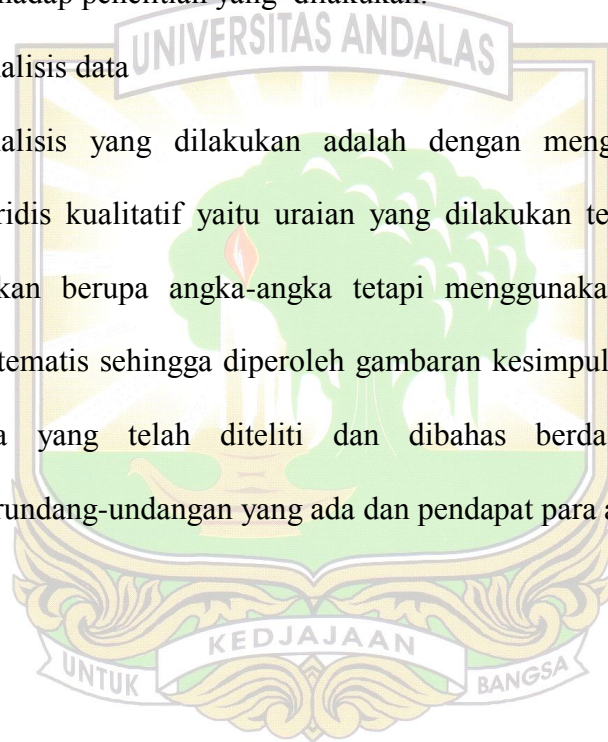 hadap penelitian yang dilakukan.
UNIVERSITAS ANDALAS
alisis data
alisis yang dilakukan adalah dengan meng
ridis kualitatif yaitu uraian yang dilakukan te
kan berupa angka-angka tetapi menggunaka
tematis sehingga diperoleh gambaran kesimpul
a yang telah diteliti dan dibahas berda
rundang-undangan yang ada dan pendapat para a
UNTUK KEDJAJAAN BANGSA